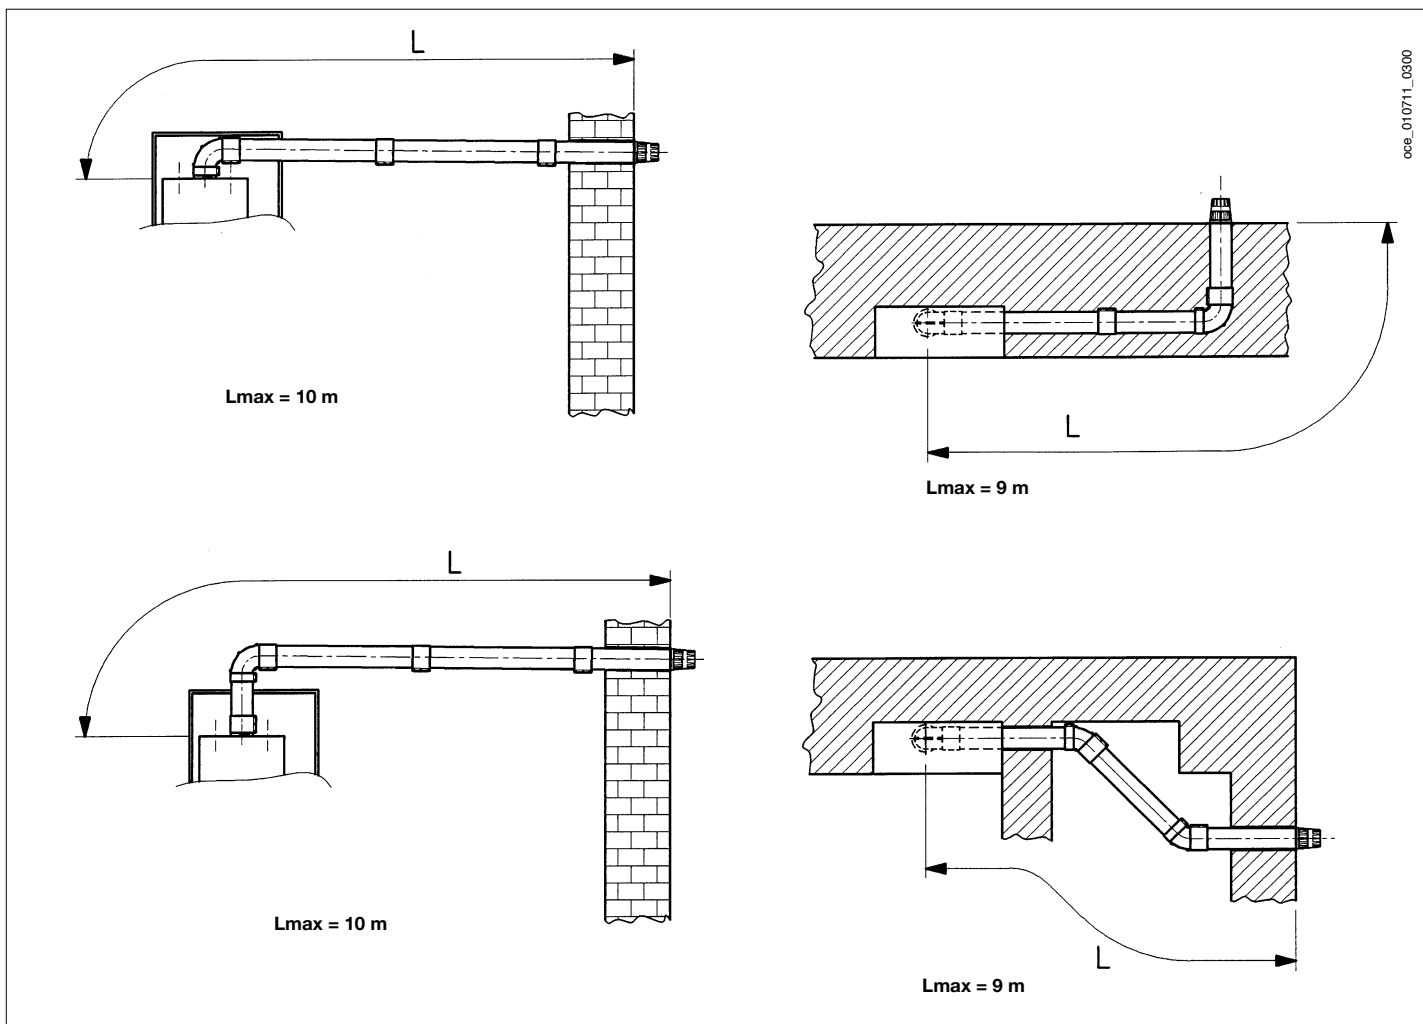 L
oce_010711_0300
Lmax = 10 m
L
Lmax = 9 m
L
Lmax = 10 m
L
Lmax = 9 m